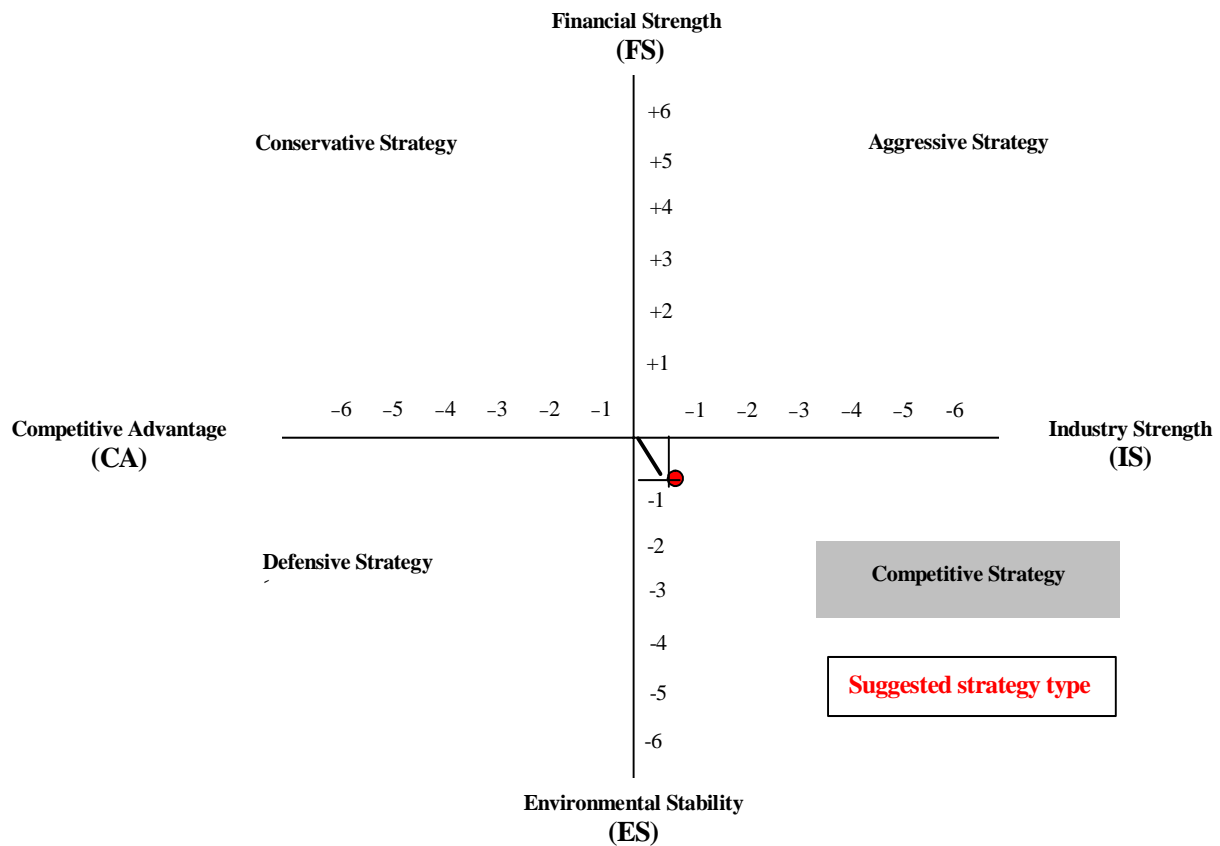 Financial Strength
(FS)
+6
Conservative Strategy
Aggressive Strategy
+5
+4
+3
+2
+1
−6 −5 −4 −3 −2 −1 −1 −2 −3 −4 −5 -6
Competitive Advantage
(CA)
Industry Strength
(IS)
-1
-2
Defensive Strategy
Competitive Strategy
-3
-4
Suggested strategy type
-5
-6
Environmental Stability
(ES)